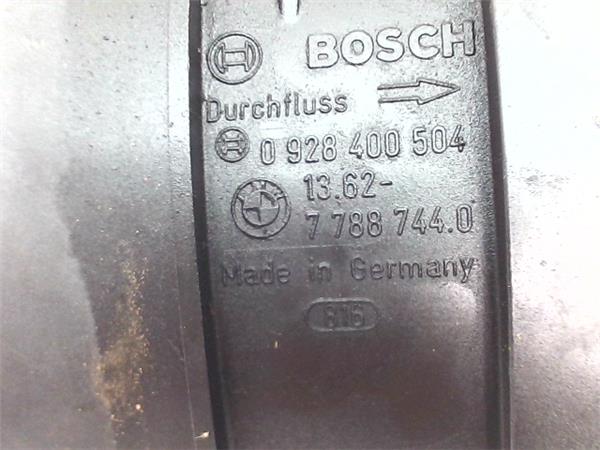 BOSCH
Durchfluss
0 928 400 504
13.62-
7 788 744.0
Made in Germany
816